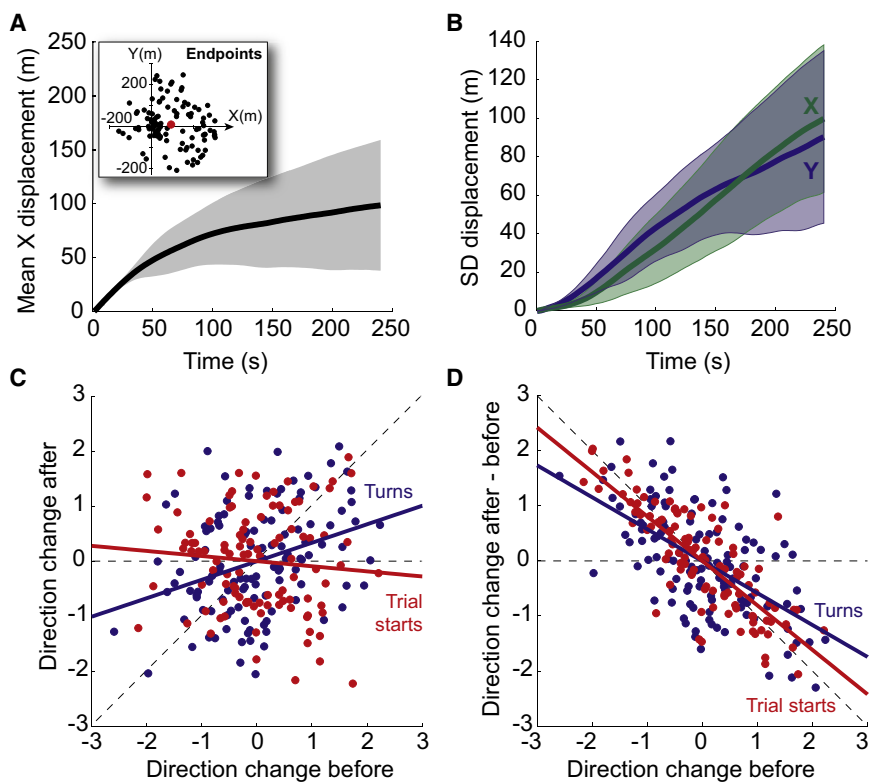 A
Mean X displacement (m)
250
200
150
100
50
0
0 50 100 150 200 250
Time (s)
Y(m) Endpoints
200
-200 X(m)
-200
B
SD displacement (m)
140
120
100
80
60
40
20
0
0 50 100 150 200 250
Time (s)
X
Y
C
Direction change after
3
2
1
0
-1
-2
-3
-3 -2 -1 0 1 2 3
Direction change before
Turns
Trial
starts
D
Direction change after - before
3
2
1
0
-1
-2
-3
-3 -2 -1 0 1 2 3
Direction change before
Turns
Trial starts